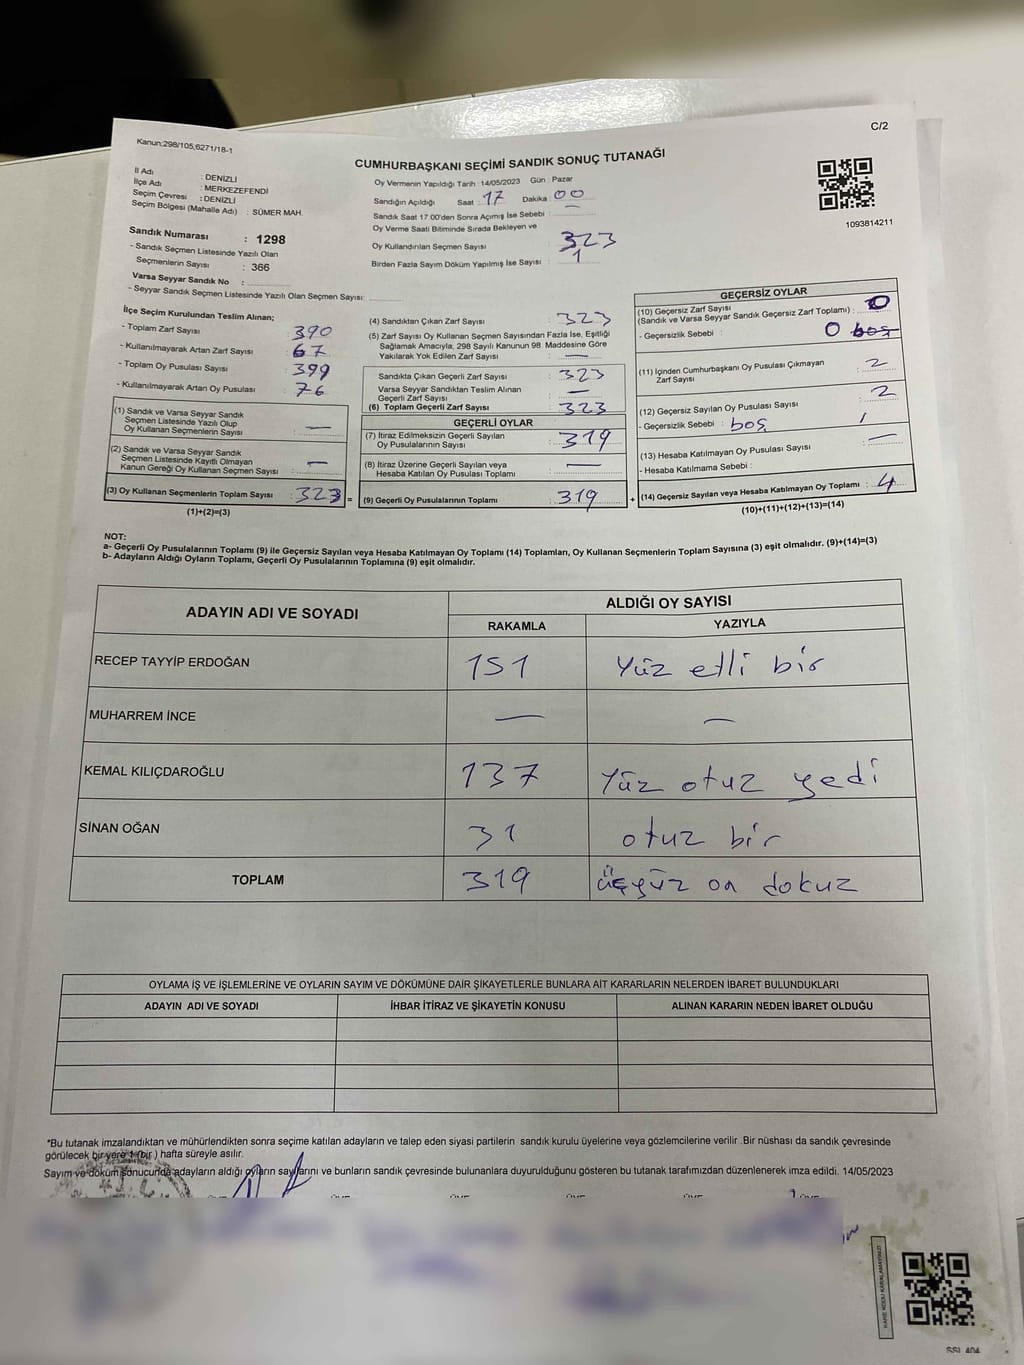 C/2
Kanun:298/105,6271/18-1
CUMHURBAŞKANI SEÇİMİ SANDIK SONUÇ TUTANAĞI
İl Adı : DENİZLİ
İlçe Adı : MERKEZEFENDİ
Seçim Çevresi : DENİZLİ
Seçim Bölgesi (Mahalle Adı) : SÜMER MAH.
Sandık Numarası : 1298
- Sandık Seçmen Listesinde Yazılı Olan
Seçmenlerin Sayısı : 366
Varsa Seyyar Sandık No :
- Seyyar Sandık Seçmen Listesinde Yazılı Olan Seçmen Sayısı:
Oy Vermenin Yapıldığı Tarih :14/05/2023 Gün : Pazar
Sandığın Açıldığı Saat : 17 Dakika : 00
Sandık Saat 17:00'den Sonra Açımış İse Sebebi : —
Oy Verme Saati Bitiminde Sırada Bekleyen ve
Oy Kullandırılan Seçmen Sayısı : 323
Birden Fazla Sayım Döküm Yapılmış İse Sayısı : 1
1093814211
İlçe Seçim Kurulundan Teslim Alınan;
- Toplam Zarf Sayısı : 390
- Kullanılmayarak Artan Zarf Sayısı : 67
- Toplam Oy Pusulası Sayısı : 399
- Kullanılmayarak Artan Oy Pusulası : 76
(1) Sandık ve Varsa Seyyar Sandık
Seçmen Listesinde Yazılı Olup
Oy Kullanan Seçmenlerin Sayısı : —
(2) Sandık ve Varsa Seyyar Sandık
Seçmen Listesinde Kayıtlı Olmayan
Kanun Gereği Oy Kullanan Seçmen Sayısı : —
(3) Oy Kullanan Seçmenlerin Toplam Sayısı : 323 =
(1)+(2)=(3)
(4) Sandıktan Çıkan Zarf Sayısı : 323
(5) Zarf Sayısı Oy Kullanan Seçmen Sayısından Fazla İse, Eşitliği
Sağlamak Amacıyla, 298 Sayılı Kanunun 98. Maddesine Göre
Yakılarak Yok Edilen Zarf Sayısı : —
Sandıkta Çıkan Geçerli Zarf Sayısı : 323
Varsa Seyyar Sandıktan Teslim Alınan
Geçerli Zarf Sayısı : —
(6) Toplam Geçerli Zarf Sayısı : 323
GEÇERLİ OYLAR
(7) İtiraz Edilmeksizin Geçerli Sayılan
Oy Pusulalarının Sayısı : 319
(8) İtiraz Üzerine Geçerli Sayılan veya
Hesaba Katılan Oy Pusulası Toplamı : —
(9) Geçerli Oy Pusulalarının Toplamı : 319 +
GEÇERSİZ OYLAR
(10) Geçersiz Zarf Sayısı
(Sandık ve Varsa Seyyar Sandık Geçersiz Zarf Toplamı) : 0
- Geçersizlik Sebebi : 0 boş
(11) İçinden Cumhurbaşkanı Oy Pusulası Çıkmayan
Zarf Sayısı : 2
(12) Geçersiz Sayılan Oy Pusulası Sayısı : 2
- Geçersizlik Sebebi : boş /
(13) Hesaba Katılmayan Oy Pusulası Sayısı : —
- Hesaba Katılmama Sebebi :
(14) Geçersiz Sayılan veya Hesaba Katılmayan Oy Toplamı : 4
(10)+(11)+(12)+(13)=(14)
NOT:
a- Geçerli Oy Pusulalarının Toplamı (9) ile Geçersiz Sayılan veya Hesaba Katılmayan Oy Toplamı (14) Toplamları, Oy Kullanan Seçmenlerin Toplam Sayısına (3) eşit olmalıdır. (9)+(14)=(3)
b- Adayların Aldığı Oyların Toplamı, Geçerli Oy Pusulalarının Toplamına (9) eşit olmalıdır.
ADAYIN ADI VE SOYADI ALDIĞI OY SAYISI
RAKAMLA YAZIYLA
RECEP TAYYİP ERDOĞAN 151 Yüz elli bir
MUHARREM İNCE — —
KEMAL KILIÇDAROĞLU 137 Yüz otuz yedi
SİNAN OĞAN 31 otuz bir
TOPLAM 319 üçyüz on dokuz
OYLAMA İŞ VE İŞLEMLERİNE VE OYLARIN SAYIM VE DÖKÜMÜNE DAİR ŞİKAYETLERLE BUNLARA AİT KARARLARIN NELERDEN İBARET BULUNDUKLARI
ADAYIN ADI VE SOYADI İHBAR İTİRAZ VE ŞİKAYETİN KONUSU ALINAN KARARIN NEDEN İBARET OLDUĞU
*Bu tutanak imzalandıktan ve mühürlendikten sonra seçime katılan adayların ve talep eden siyasi partilerin sandık kurulu üyelerine veya gözlemcilerine verilir .Bir nüshası da sandık çevresinde
görülecek bir yere 1 (bir ) hafta süreyle asılır.
Sayım ve döküm sonucunda adayların aldığı oyların sayılarını ve bunların sandık çevresinde bulunanlara duyurulduğunu gösteren bu tutanak tarafımızdan düzenlenerek imza edildi. 14/05/2023